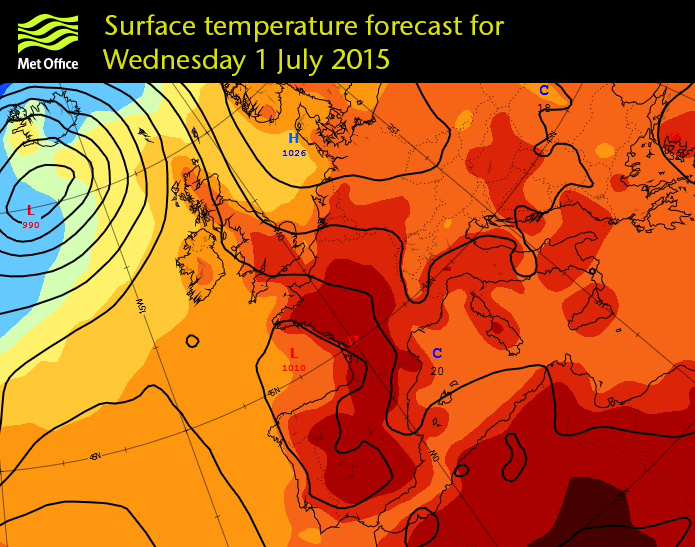 Met Office
Surface temperature forecast for
Wednesday 1 July 2015
C
18
H
1026
L
990
L
1010
C
20